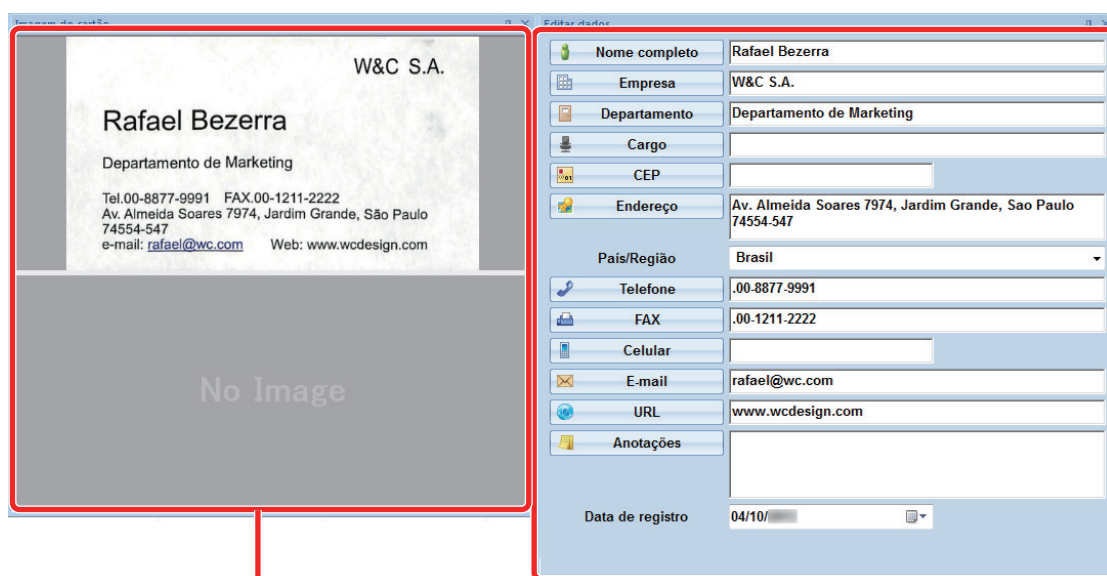 Imagem do cartão
W&C S.A.
Rafael Bezerra
Departamento de Marketing
Tel.00-8877-9991 FAX.00-1211-2222
Av. Almeida Soares 7974, Jardim Grande, São Paulo
74554-547
e-mail: rafael@wc.com Web: www.wcdesign.com
No Image
Editar dados
Nome completo Rafael Bezerra
Empresa W&C S.A.
Departamento Departamento de Marketing
Cargo
CEP
Endereço Av. Almeida Soares 7974, Jardim Grande, Sao Paulo
74554-547
País/Região Brasil
Telefone .00-8877-9991
FAX .00-1211-2222
Celular
E-mail rafael@wc.com
URL www.wcdesign.com
Anotações
Data de registro 04/10/